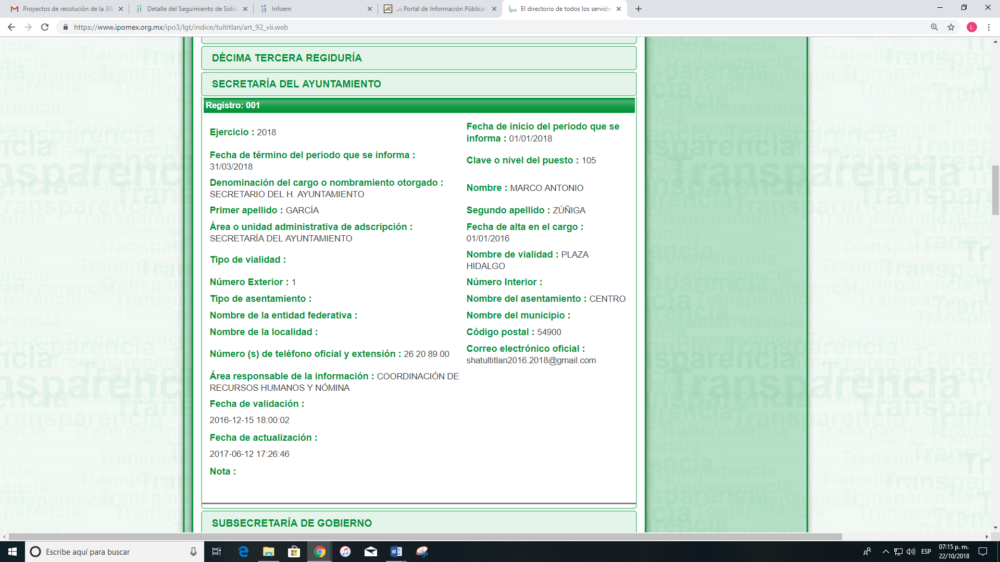 Proyectos de resolución de la 38
Detalle del Seguimiento de Solici
Infoem
..:: Portal de Información Pública
El directorio de todos los servido
https://www.ipomex.org.mx/ipo3/lgt/indice/tultitlan/art_92_vii.web
L
DÉCIMA TERCERA REGIDURÍA
SECRETARÍA DEL AYUNTAMIENTO
Registro: 001
Ejercicio : 2018
Fecha de inicio del periodo que se
informa : 01/01/2018
Fecha de término del periodo que se informa :
31/03/2018
Clave o nivel del puesto : 105
Denominación del cargo o nombramiento otorgado :
SECRETARIO DEL H. AYUNTAMIENTO
Nombre : MARCO ANTONIO
Primer apellido : GARCÍA
Segundo apellido : ZÚÑIGA
Área o unidad administrativa de adscripción :
SECRETARÍA DEL AYUNTAMIENTO
Fecha de alta en el cargo :
01/01/2016
Tipo de vialidad :
Nombre de vialidad : PLAZA
HIDALGO
Número Exterior : 1
Número Interior :
Tipo de asentamiento :
Nombre del asentamiento : CENTRO
Nombre de la entidad federativa :
Nombre del municipio :
Nombre de la localidad :
Código postal : 54900
Número (s) de teléfono oficial y extensión : 26 20 89 00
Correo electrónico oficial :
shatultitlan2016.2018@gmail.com
Área responsable de la información : COORDINACIÓN DE
RECURSOS HUMANOS Y NÓMINA
Fecha de validación :
2016-12-15 18:00:02
Fecha de actualización :
2017-06-12 17:26:46
Nota :
SUBSECRETARÍA DE GOBIERNO
Transparencia
Escribe aquí para buscar
ESP
07:15 p. m.
22/10/2018